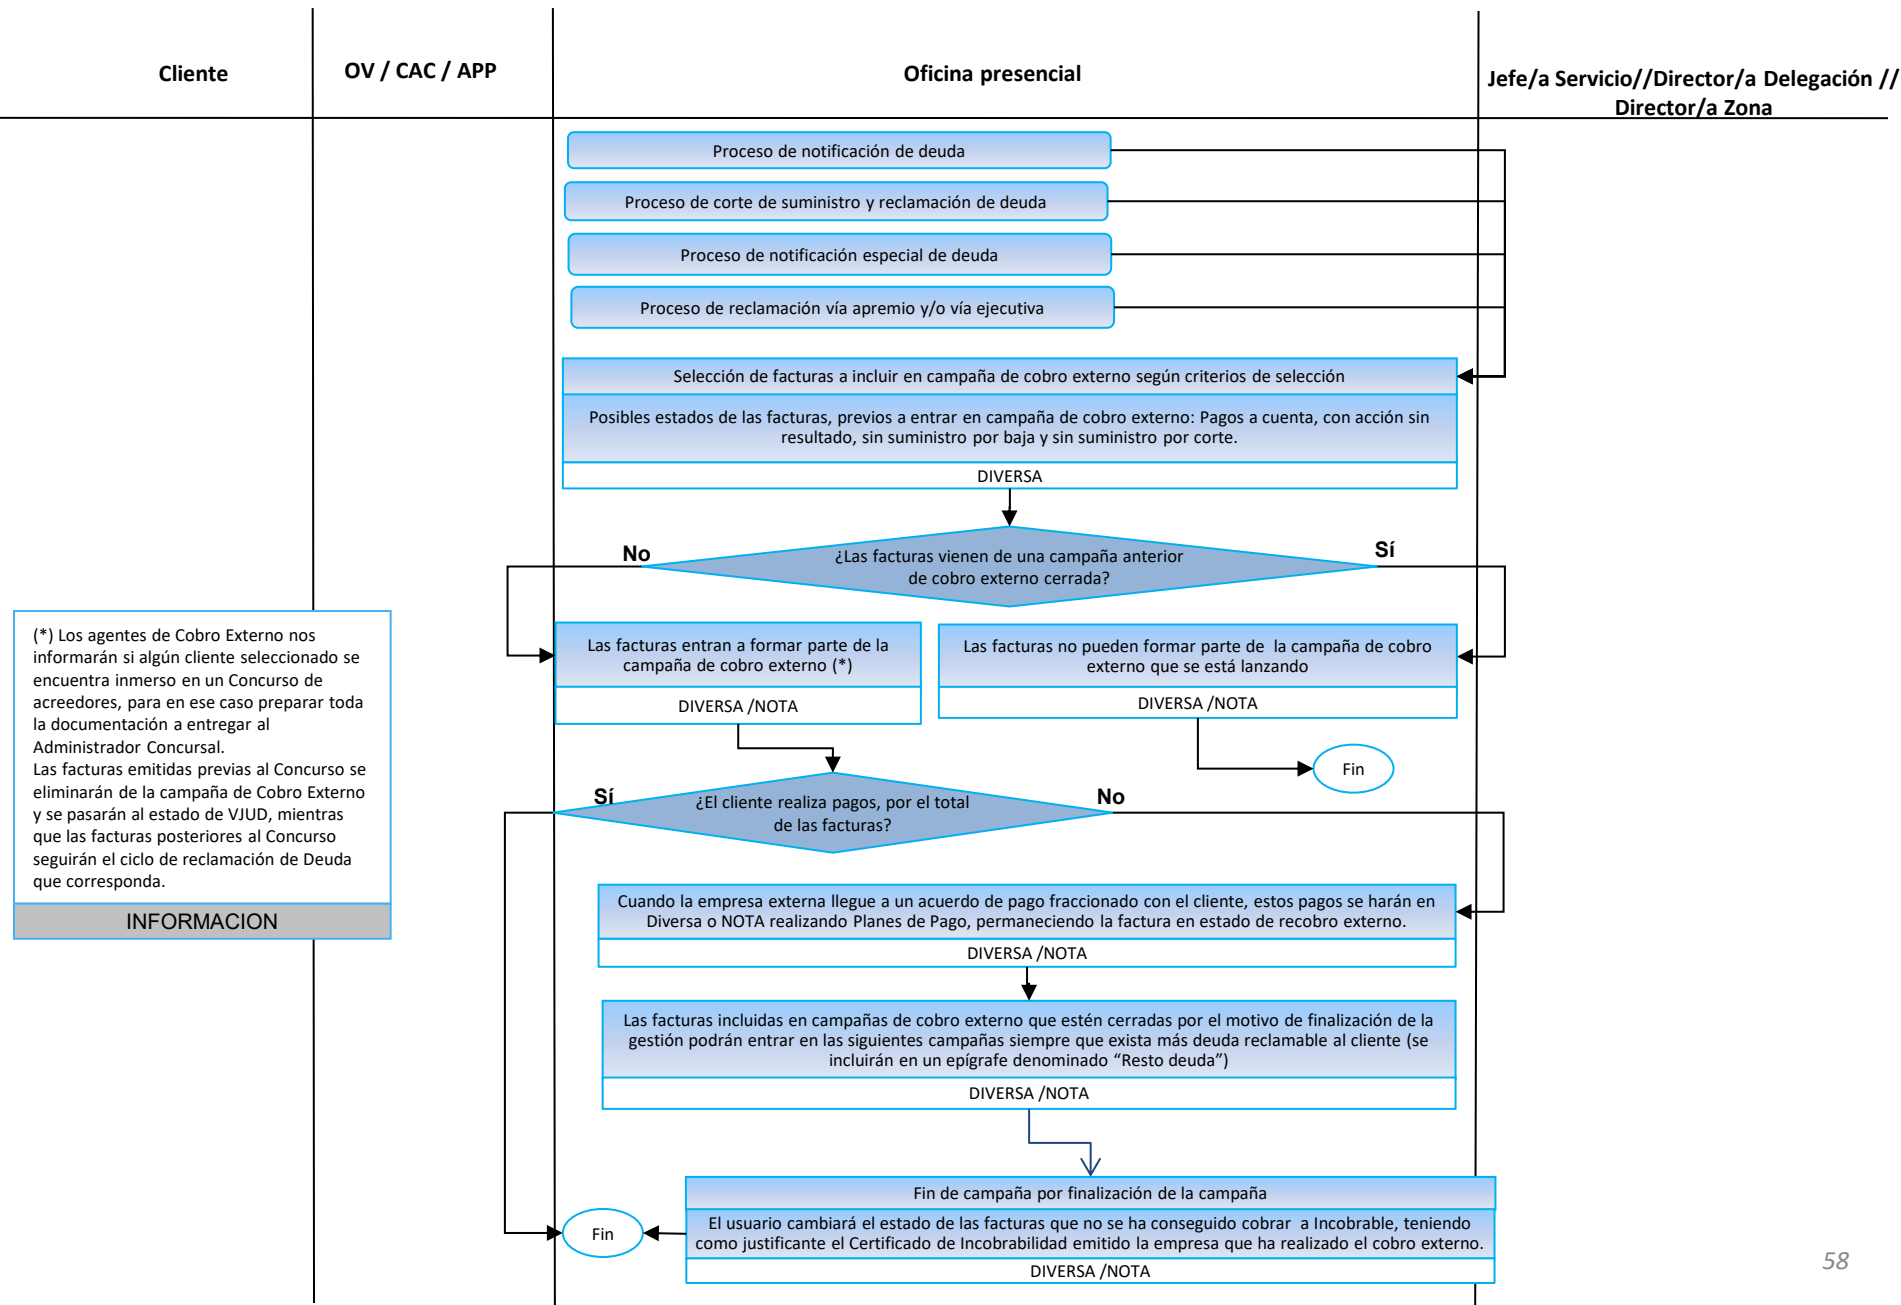 Cliente
OV / CAC / APP
Oficina presencial
Jefe/a Servicio//Director/a Delegación //
Director/a Zona
Proceso de notificación de deuda
Proceso de corte de suministro y reclamación de deuda
Proceso de notificación especial de deuda
Proceso de reclamación vía apremio y/o vía ejecutiva
Selección de facturas a incluir en campaña de cobro externo según criterios de selección
Posibles estados de las facturas, previos a entrar en campaña de cobro externo: Pagos a cuenta, con acción sin
resultado, sin suministro por baja y sin suministro por corte.
DIVERSA
No
¿Las facturas vienen de una campaña anterior
de cobro externo cerrada?
Sí
(*) Los agentes de Cobro Externo nos
informarán si algún cliente seleccionado se
encuentra inmerso en un Concurso de
acreedores, para en ese caso preparar toda
la documentación a entregar al
Administrador Concursal.
Las facturas emitidas previas al Concurso se
eliminarán de la campaña de Cobro Externo
y se pasarán al estado de VJUD, mientras
que las facturas posteriores al Concurso
seguirán el ciclo de reclamación de Deuda
que corresponda.
INFORMACION
Las facturas entran a formar parte de la
campaña de cobro externo (*)
DIVERSA /NOTA
Las facturas no pueden formar parte de  la campaña de cobro
externo que se está lanzando
DIVERSA /NOTA
Fin
Sí
¿El cliente realiza pagos, por el total
de las facturas?
No
Cuando la empresa externa llegue a un acuerdo de pago fraccionado con el cliente, estos pagos se harán en
Diversa o NOTA realizando Planes de Pago, permaneciendo la factura en estado de recobro externo.
DIVERSA /NOTA
Las facturas incluidas en campañas de cobro externo que estén cerradas por el motivo de finalización de la
gestión podrán entrar en las siguientes campañas siempre que exista más deuda reclamable al cliente (se
incluirán en un epígrafe denominado “Resto deuda”)
DIVERSA /NOTA
Fin de campaña por finalización de la campaña
El usuario cambiará el estado de las facturas que no se ha conseguido cobrar  a Incobrable, teniendo
como justificante el Certificado de Incobrabilidad emitido la empresa que ha realizado el cobro externo.
DIVERSA /NOTA
Fin
58